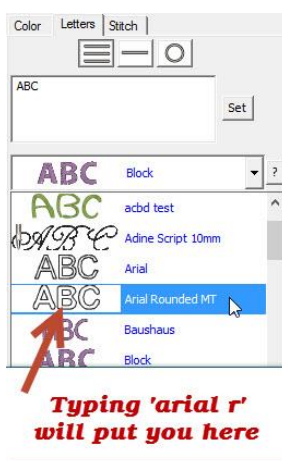 Color Letters Stitch
ABC
Set
ABC Block ?
ABC acbd test
ABC Adine Script 10mm
ABC Arial
ABC Arial Rounded MT
ABC Baushaus
ABC Block
Typing 'arial r'
will put you here